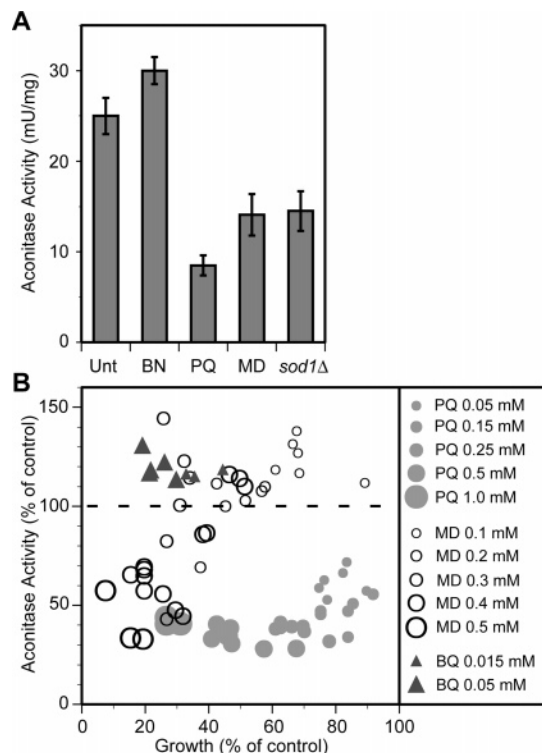 A
Aconitase Activity (mU/mg)
30
20
10
0
Unt BN PQ MD sod1Δ
B
Aconitase Activity (% of control)
150
100
50
0
0 20 40 60 80 100
Growth (% of control)
PQ 0.05 mM
PQ 0.15 mM
PQ 0.25 mM
PQ 0.5 mM
PQ 1.0 mM
MD 0.1 mM
MD 0.2 mM
MD 0.3 mM
MD 0.4 mM
MD 0.5 mM
BQ 0.015 mM
BQ 0.05 mM